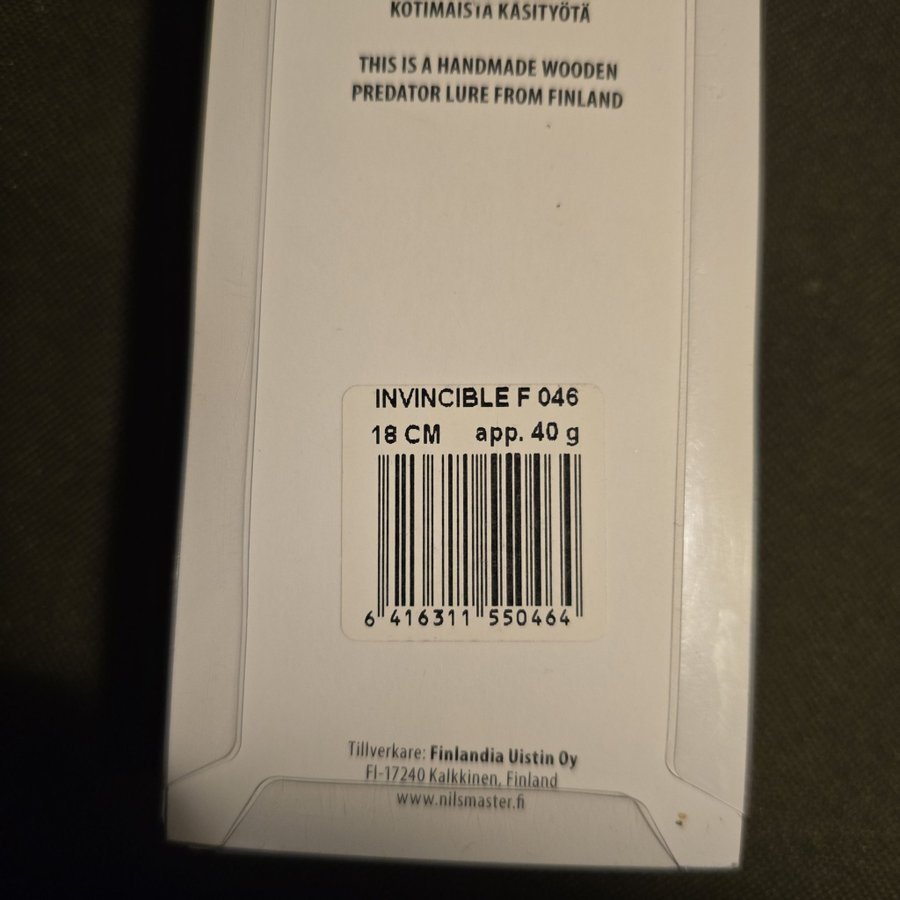 KOTIMAISTA KÄSITYÖTÄ
THIS IS A HANDMADE WOODEN
PREDATOR LURE FROM FINLAND
INVINCIBLE F 046
18 CM app. 40 g
6 416311 550464
Tillverkare: Finlandia Uistin Oy
FI-17240 Kalkkinen, Finland
www.nilsmaster.fi